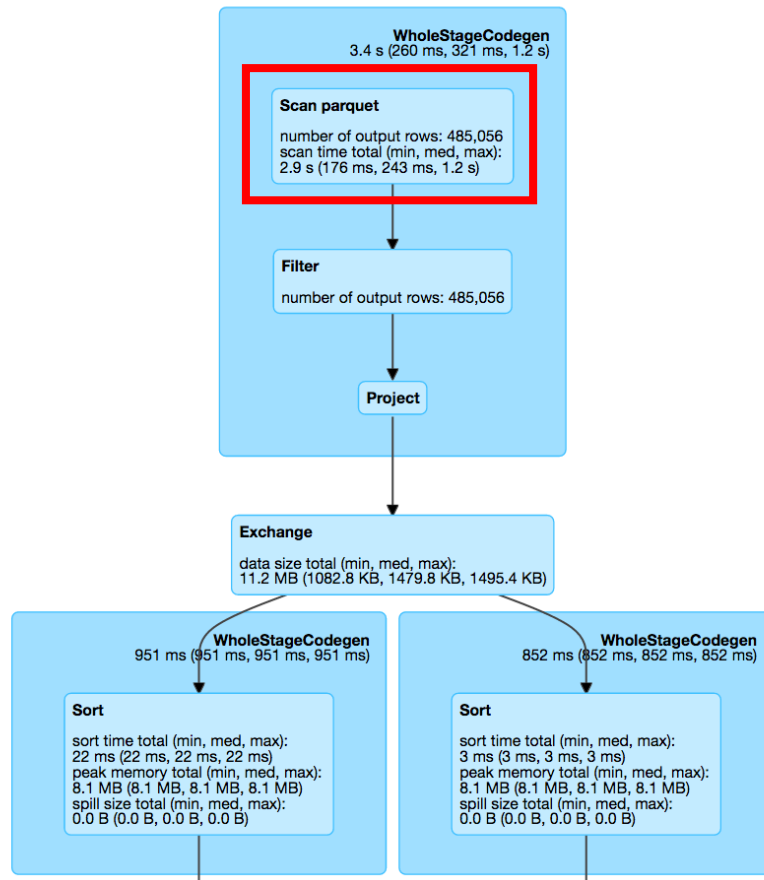 WholeStageCodegen
3.4 s (260 ms, 321 ms, 1.2 s)
Scan parquet
number of output rows: 485,056
scan time total (min, med, max):
2.9 s (176 ms, 243 ms, 1.2 s)
Filter
number of output rows: 485,056
Project
Exchange
data size total (min, med, max):
11.2 MB (1082.8 KB, 1479.8 KB, 1495.4 KB)
WholeStageCodegen
951 ms (951 ms, 951 ms, 951 ms)
Sort
sort time total (min, med, max):
22 ms (22 ms, 22 ms, 22 ms)
peak memory total (min, med, max):
8.1 MB (8.1 MB, 8.1 MB, 8.1 MB)
spill size total (min, med, max):
0.0 B (0.0 B, 0.0 B, 0.0 B)
WholeStageCodegen
852 ms (852 ms, 852 ms, 852 ms)
Sort
sort time total (min, med, max):
3 ms (3 ms, 3 ms, 3 ms)
peak memory total (min, med, max):
8.1 MB (8.1 MB, 8.1 MB, 8.1 MB)
spill size total (min, med, max):
0.0 B (0.0 B, 0.0 B, 0.0 B)